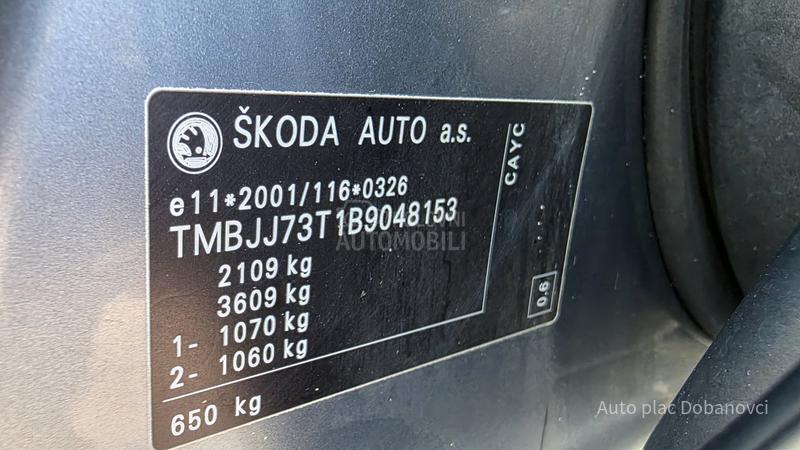 ŠKODA AUTO a.s.
CAYC
e11*2001/116*0326
TMBJJ73T1B9048153
2109 kg
3609 kg
1- 1070 kg
2- 1060 kg
0.6
650 kg
AUTOMOBILI
Auto plac Dobanovci